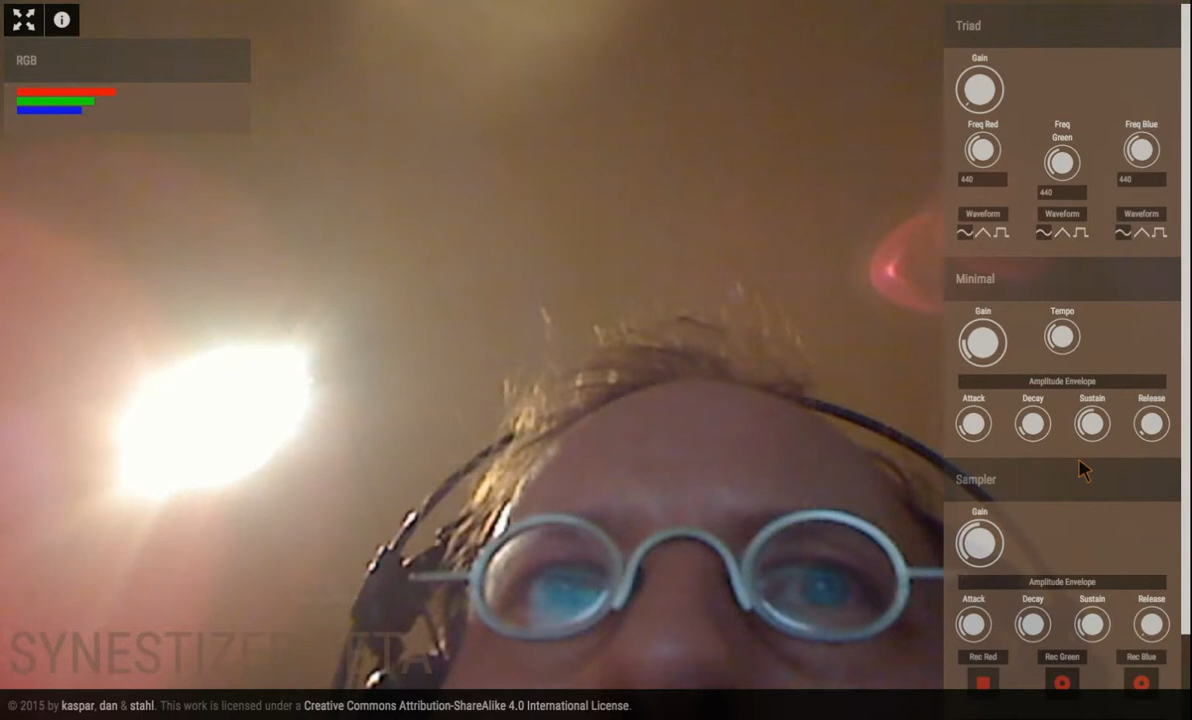 RGB
Triad
Gain
Freq Red
Freq Green
Freq Blue
440
440
440
Waveform
Waveform
Waveform
Minimal
Gain
Tempo
Amplitude Envelope
Attack
Decay
Sustain
Release
Sampler
Gain
Amplitude Envelope
Attack
Decay
Sustain
Release
Rec Red
Rec Green
Rec Blue
© 2015 by kaspar, dan & stahl. This work is licensed under a Creative Commons Attribution-ShareAlike 4.0 International License.